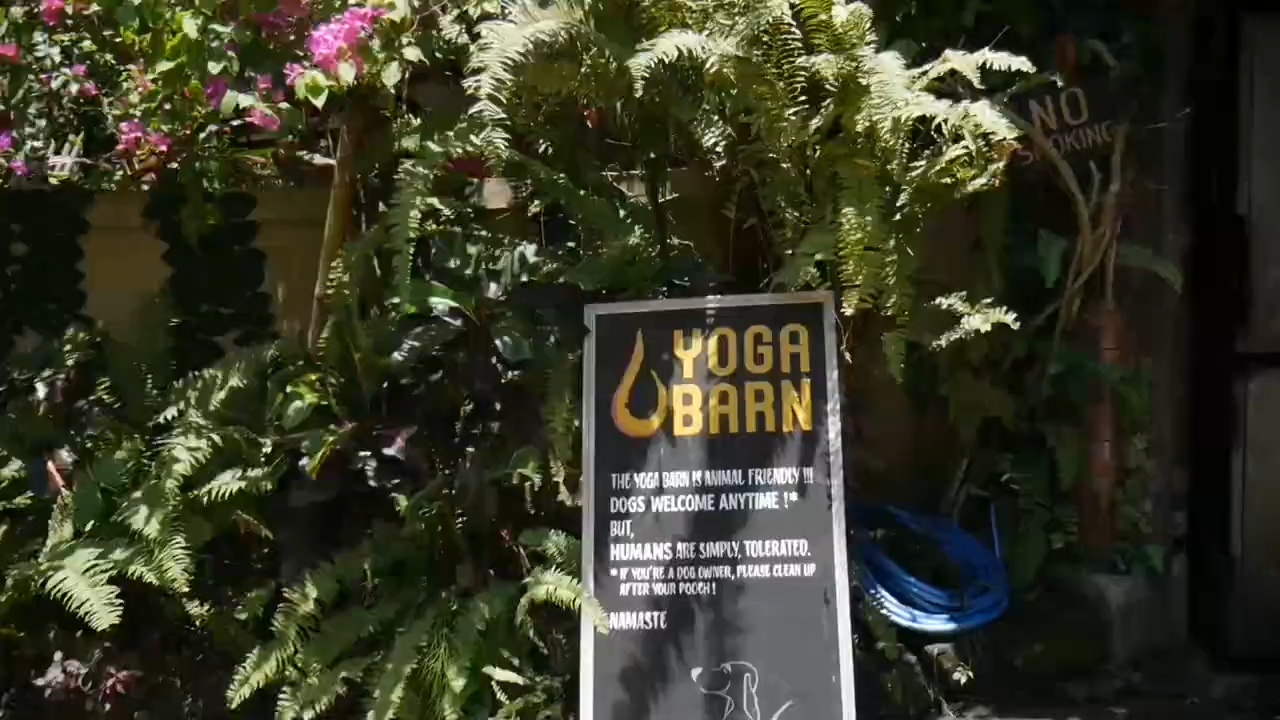 NO
SMOKING
YOGA
BARN
THE YOGA BARN IS ANIMAL FRIENDLY !!!
DOGS WELCOME ANYTIME !*
BUT,
HUMANS ARE SIMPLY, TOLERATED.
* IF YOU'RE A DOG OWNER, PLEASE CLEAN UP
AFTER YOUR POOCH !
NAMASTE